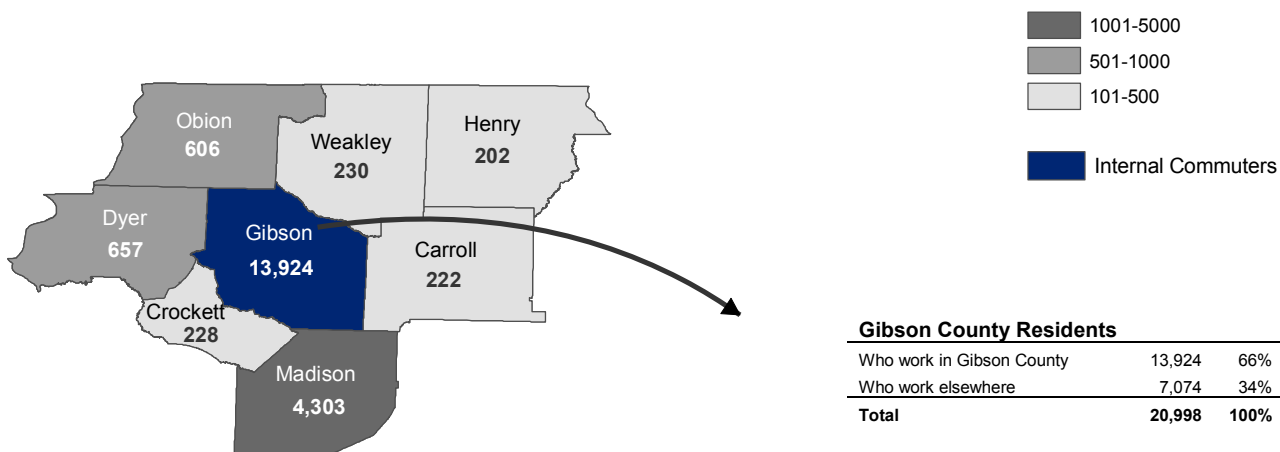 1001-5000
501-1000
101-500
Internal Commuters
Obion
606
Weakley
230
Henry
202
Dyer
657
Gibson
13,924
Carroll
222
Crockett
228
Madison
4,303
Gibson County Residents
Who work in Gibson County 13,924 66%
Who work elsewhere 7,074 34%
Total 20,998 100%